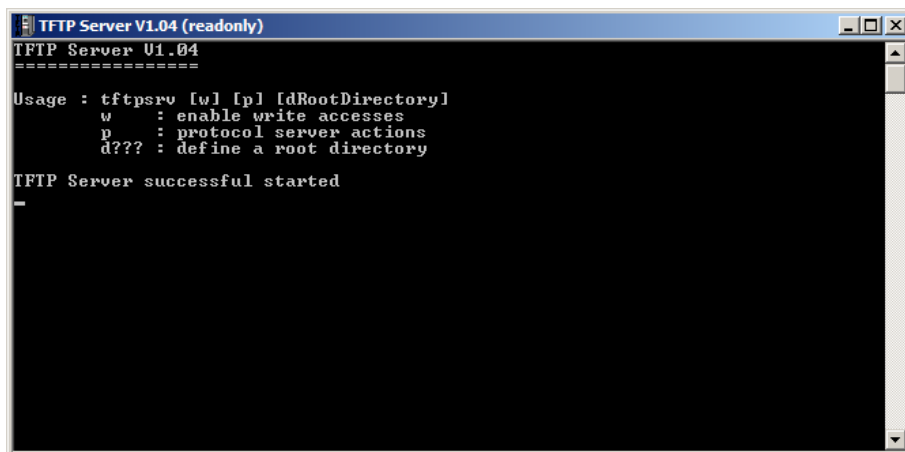 TFTP Server V1.04 (readonly)
TFTP Server V1.04
=================
Usage : tftpsrv [w] [p] [dRootDirectory]
w : enable write accesses
p : protocol server actions
d??? : define a root directory
TFTP Server successful started